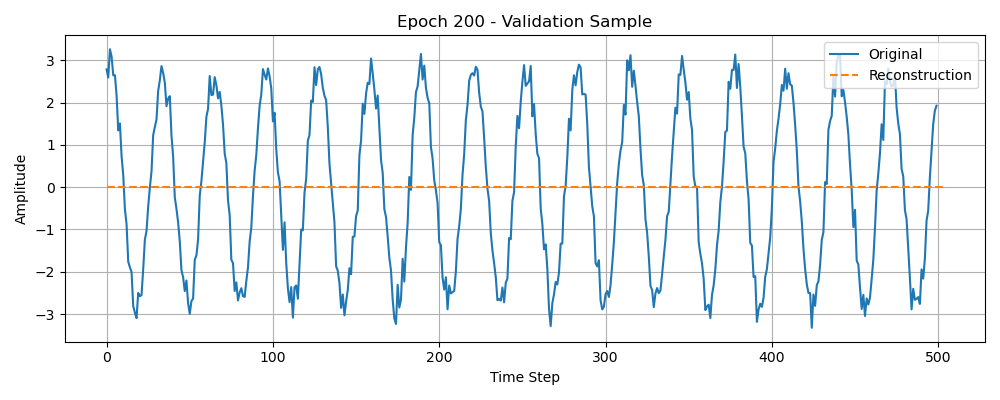 Epoch 200 - Validation Sample
Original
Reconstruction
3
2
1
0
−1
−2
−3
Amplitude
0
100
200
300
400
500
Time Step